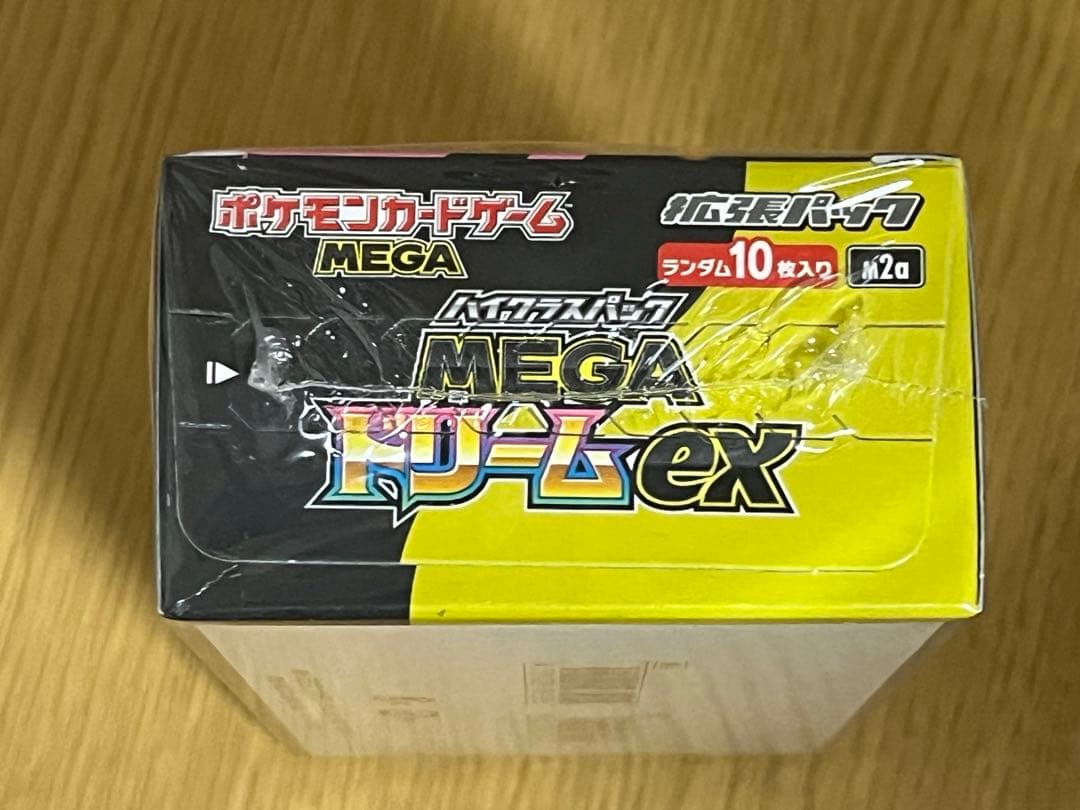 ポケモンカードゲーム
MEGA
拡張パック
ランダム10枚入り
M2a
ハイクラスパック
MEGA
ドリームex